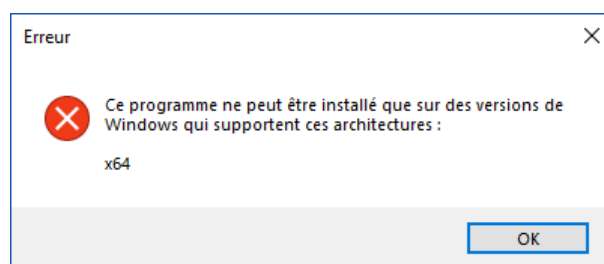 Erreur
Ce programme ne peut être installé que sur des versions de
Windows qui supportent ces architectures :
x64
OK